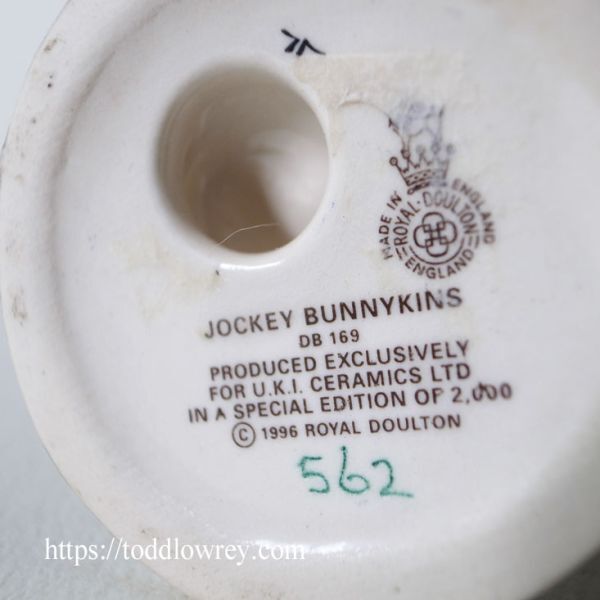 MADE IN ENGLAND
ROYAL-DOULTON
ENGLAND
JOCKEY BUNNYKINS
DB 169
PRODUCED EXCLUSIVELY
FOR U.K.I. CERAMICS LTD
IN A SPECIAL EDITION OF 2,000
© 1996 ROYAL DOULTON
562
https://toddlowrey.com